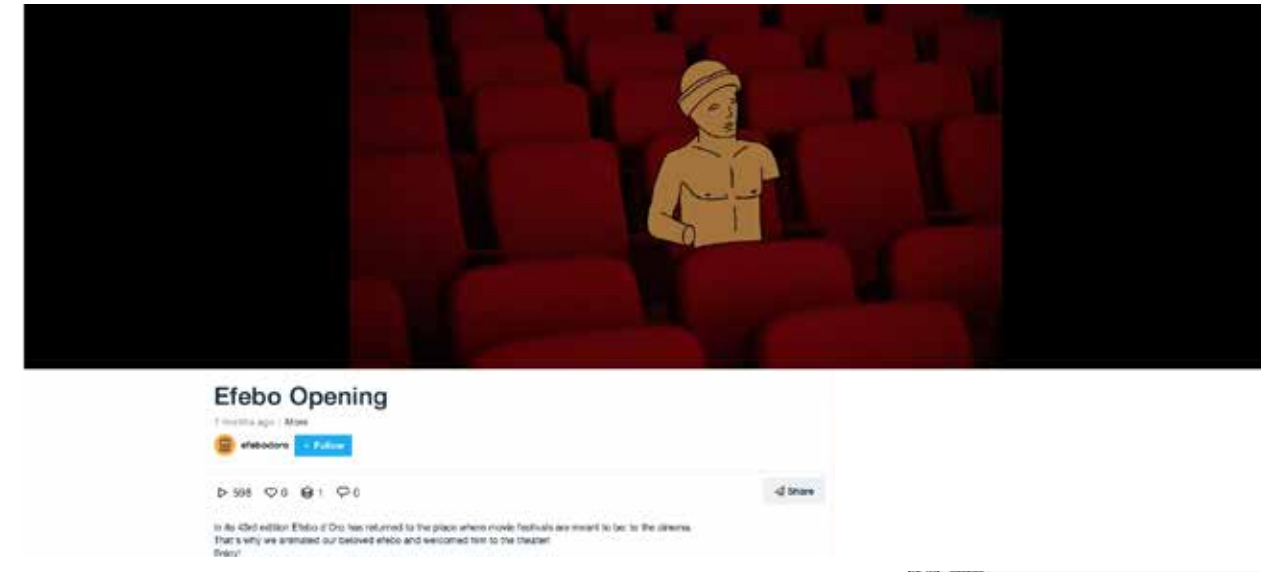 Efebo Opening
months ago | More
efebodoro + Follow
598 0 1 0
Share
In its 43rd edition Efebo d'Oro has returned to the place where movie festivals are meant to be: to the cinema.
That's why we animated our beloved efebo and welcomed him to the theater!
Enjoy!